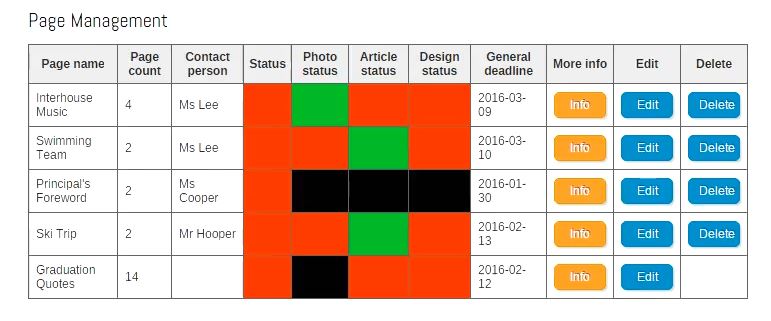 Page Management
Page name Page count Contact person Status Photo status Article status Design status General deadline More info Edit Delete
Interhouse Music 4 Ms Lee 2016-03-09 Info Edit Delete
Swimming Team 2 Ms Lee 2016-03-10 Info Edit Delete
Principal's Foreword 2 Ms Cooper 2016-01-30 Info Edit Delete
Ski Trip 2 Mr Hooper 2016-02-13 Info Edit Delete
Graduation Quotes 14 2016-02-12 Info Edit